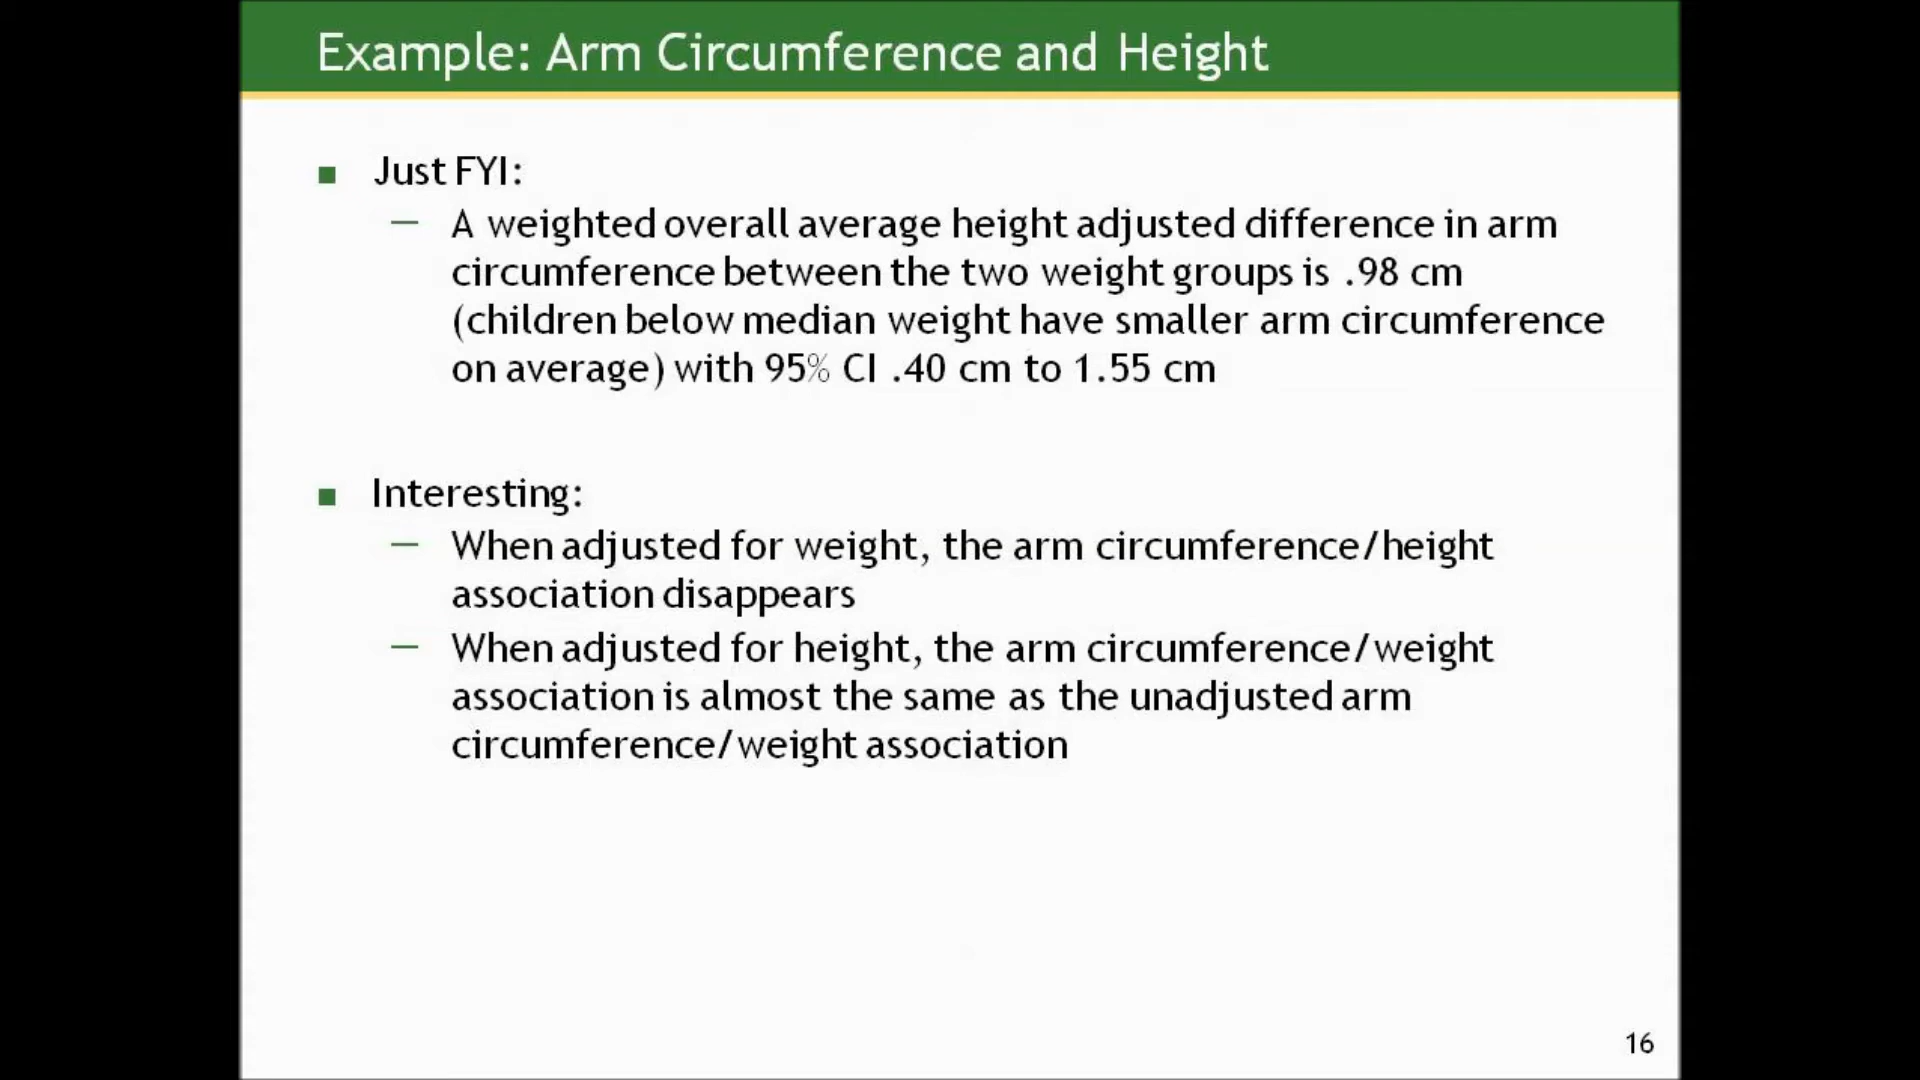 Example: Arm Circumference and Height
Just FYI:
— A weighted overall average height adjusted difference in arm
circumference between the two weight groups is .98 cm
(children below median weight have smaller arm circumference
on average) with 95% CI .40 cm to 1.55 cm
Interesting:
— When adjusted for weight, the arm circumference/height
association disappears
— When adjusted for height, the arm circumference/weight
association is almost the same as the unadjusted arm
circumference/weight association
16